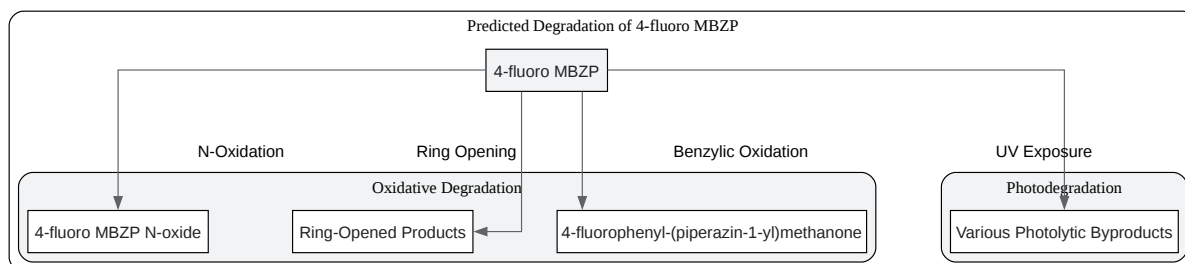 Predicted Degradation of 4-fluoro MBZP
4-fluoro MBZP
N-Oxidation
Ring Opening
Benzylic Oxidation
UV Exposure
Oxidative Degradation
Photodegradation
4-fluoro MBZP N-oxide
Ring-Opened Products
4-fluorophenyl-(piperazin-1-yl)methanone
Various Photolytic Byproducts